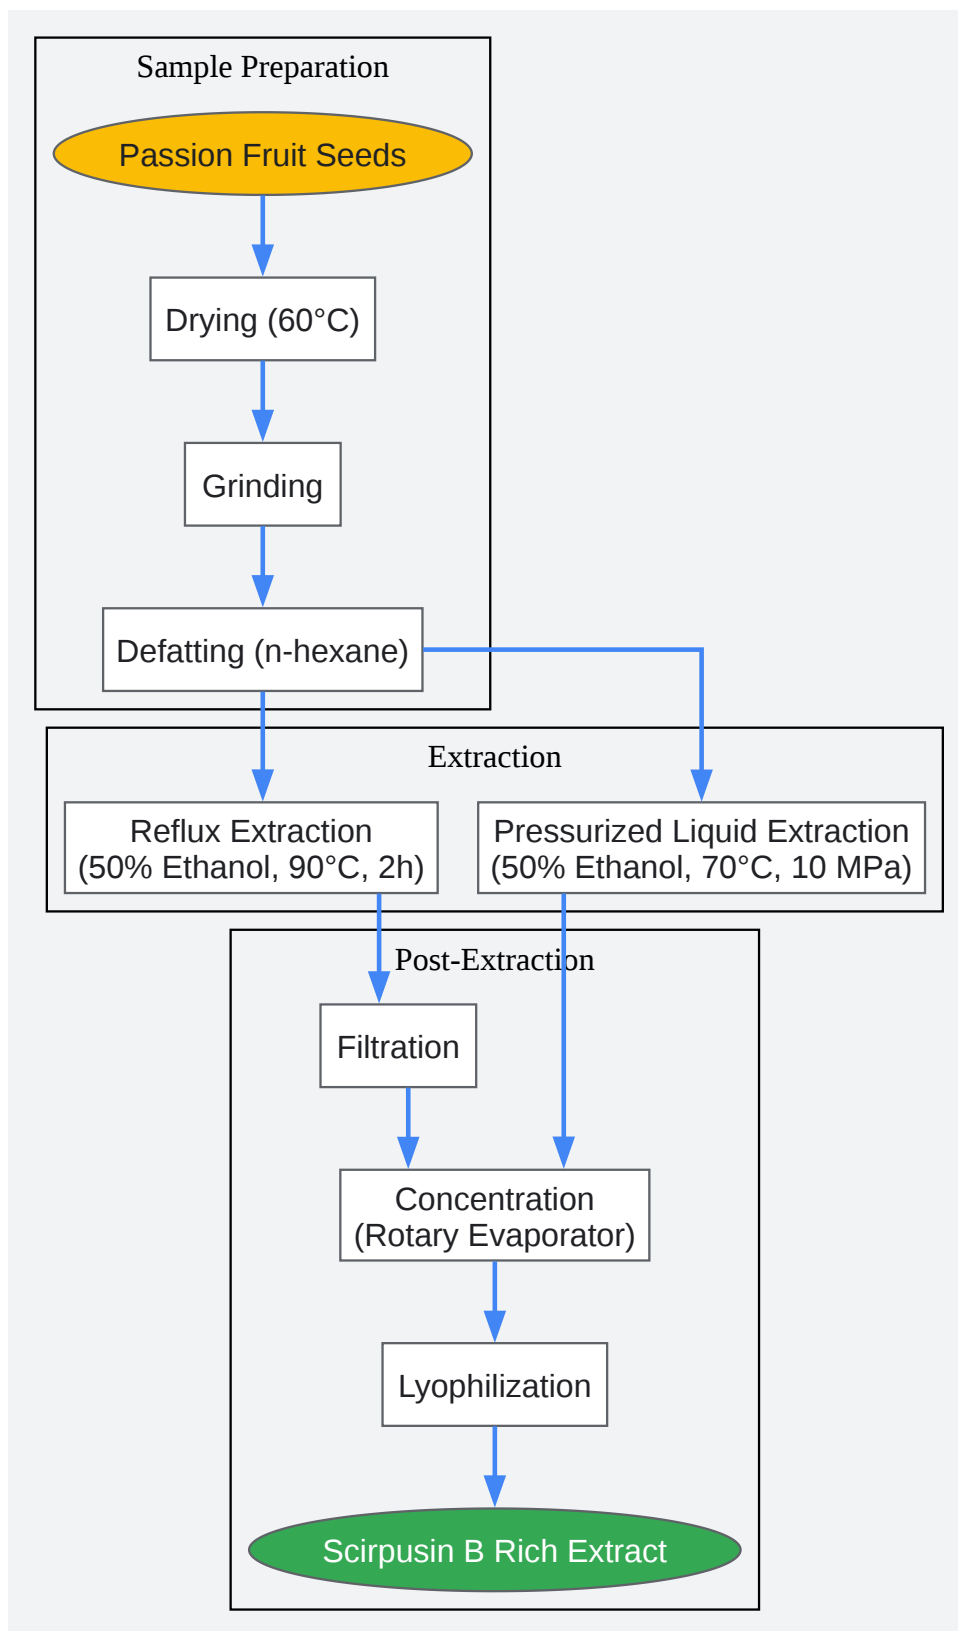 Sample Preparation
Passion Fruit Seeds
Drying (60°C)
Grinding
Defatting (n-hexane)
Extraction
Reflux Extraction
(50% Ethanol, 90°C, 2h)
Pressurized Liquid Extraction
(50% Ethanol, 70°C, 10 MPa)
Post-Extraction
Filtration
Concentration
(Rotary Evaporator)
Lyophilization
Scirpusin B Rich Extract